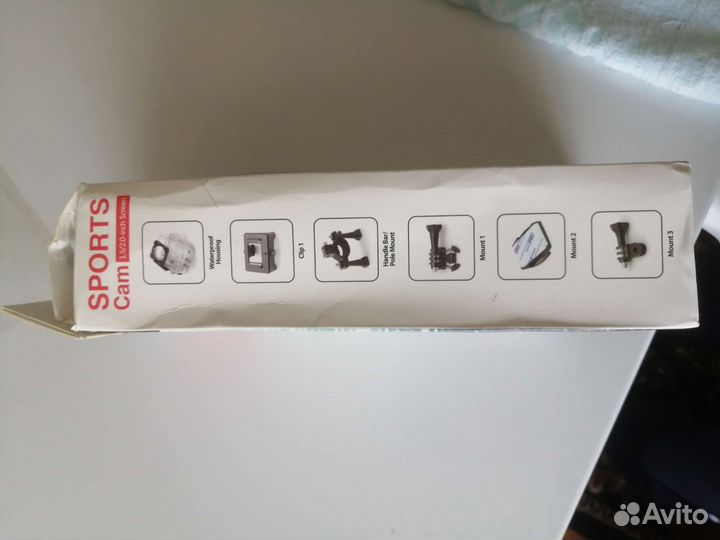 SPORTS
Cam 1.5/2.0-inch Screen
Waterproof
Housing
Clip 1
Handle Bar/
Pole Mount
Mount 1
Mount 2
Mount 3
Avito